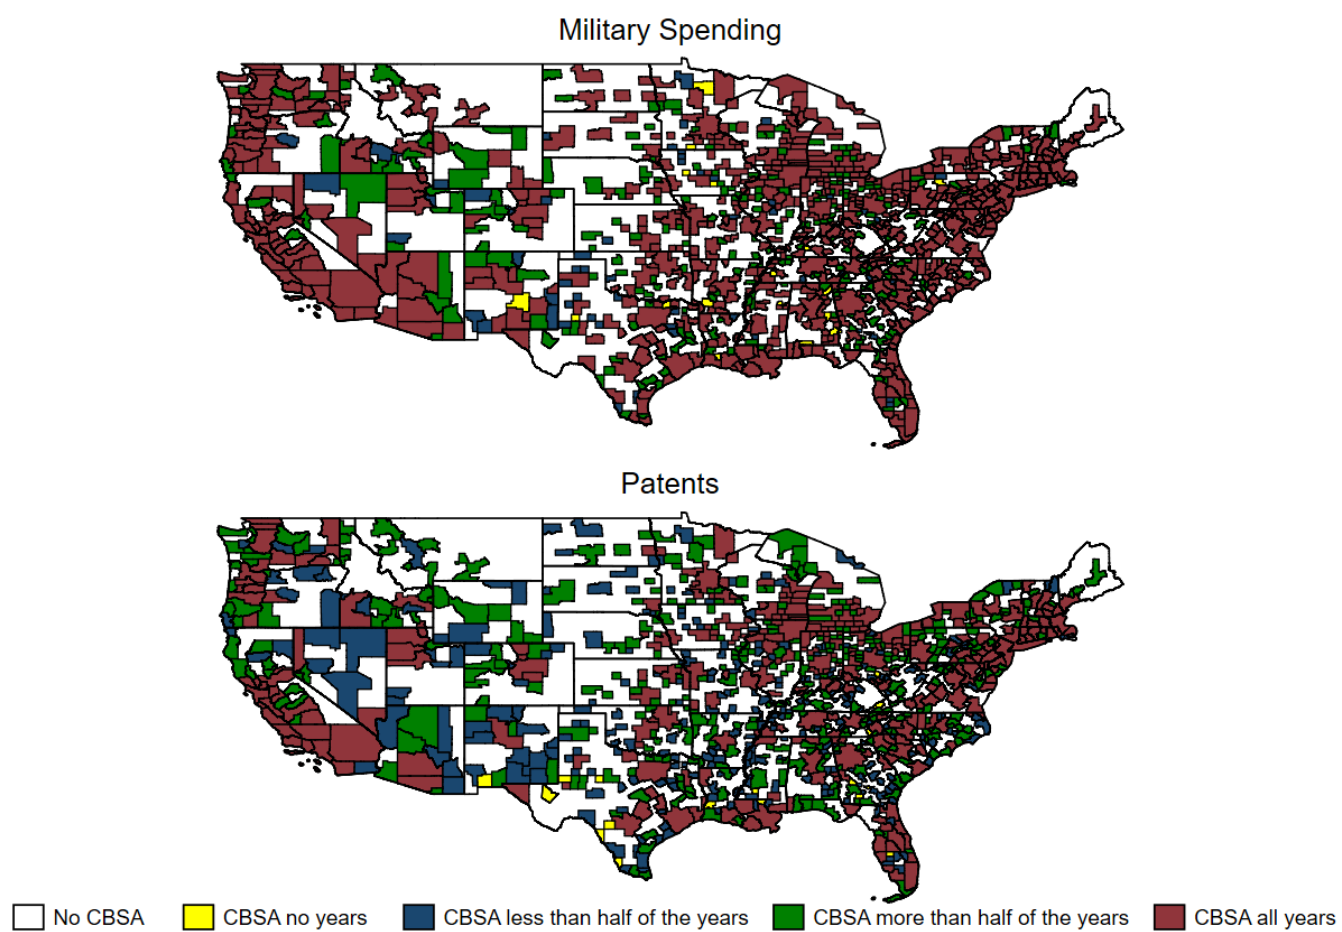 Military Spending
Patents
No CBSA
CBSA no years
CBSA less than half of the years
CBSA more than half of the years
CBSA all years